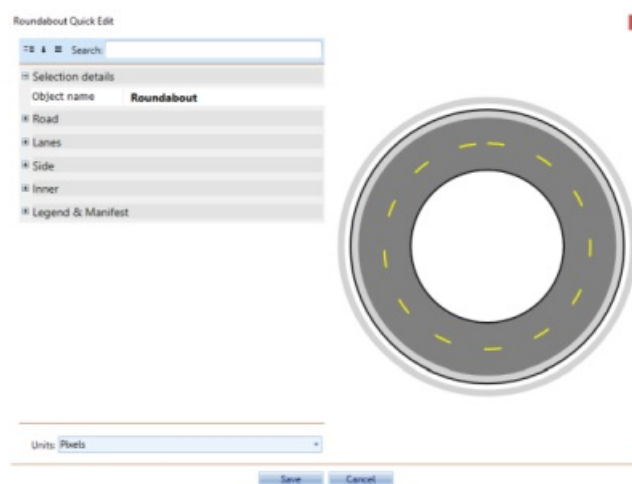 Roundabout Quick Edit
Search:
Selection details
Object name Roundabout
Road
Lanes
Side
Inner
Legend & Manifest
Units: Pixels
Save Cancel